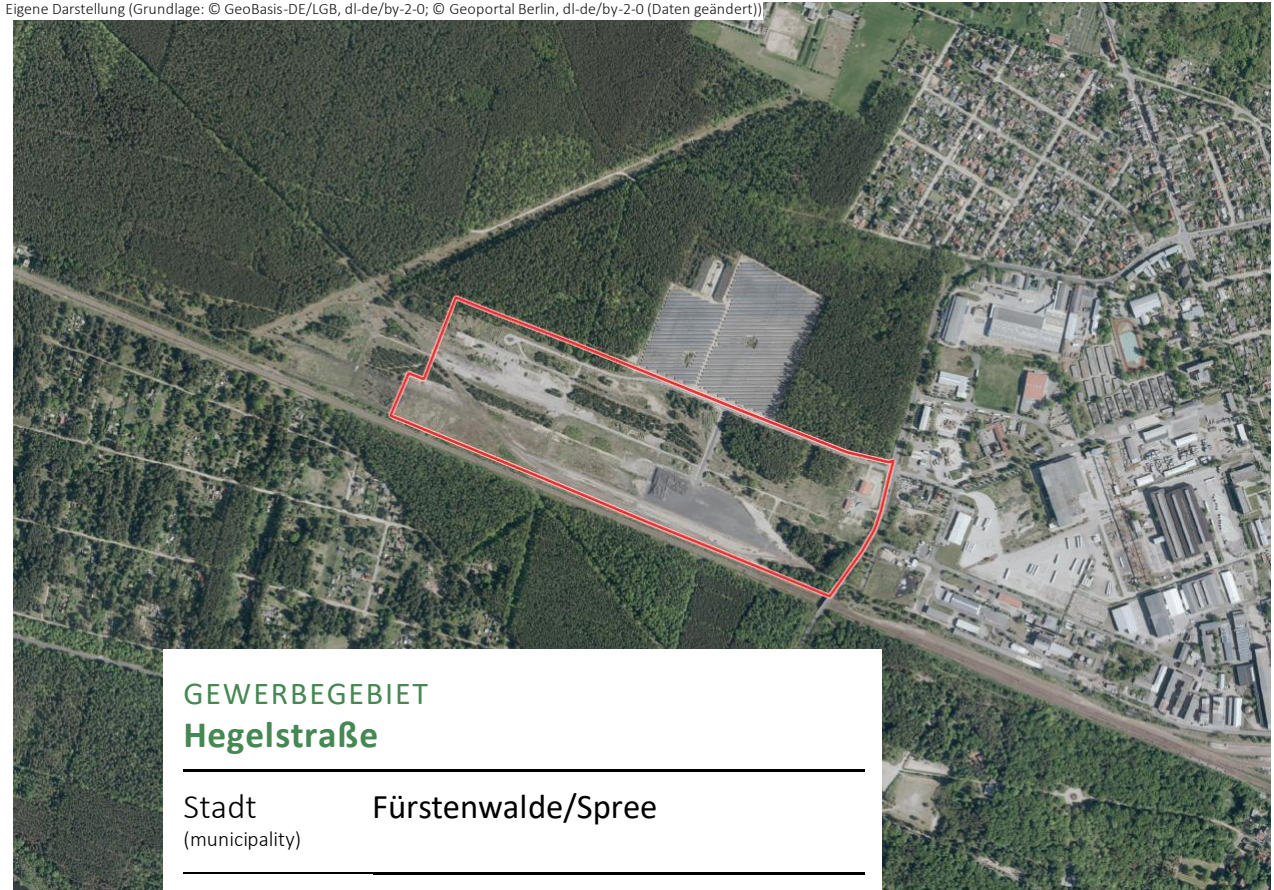 Eigene Darstellung (Grundlage: © GeoBasis-DE/LGB, dl-de/by-2-0; © Geoportal Berlin, dl-de/by-2-0 (Daten geändert))
GEWERBEGEBIET
Hegelstraße
Stadt Fürstenwalde/Spree
(municipality)